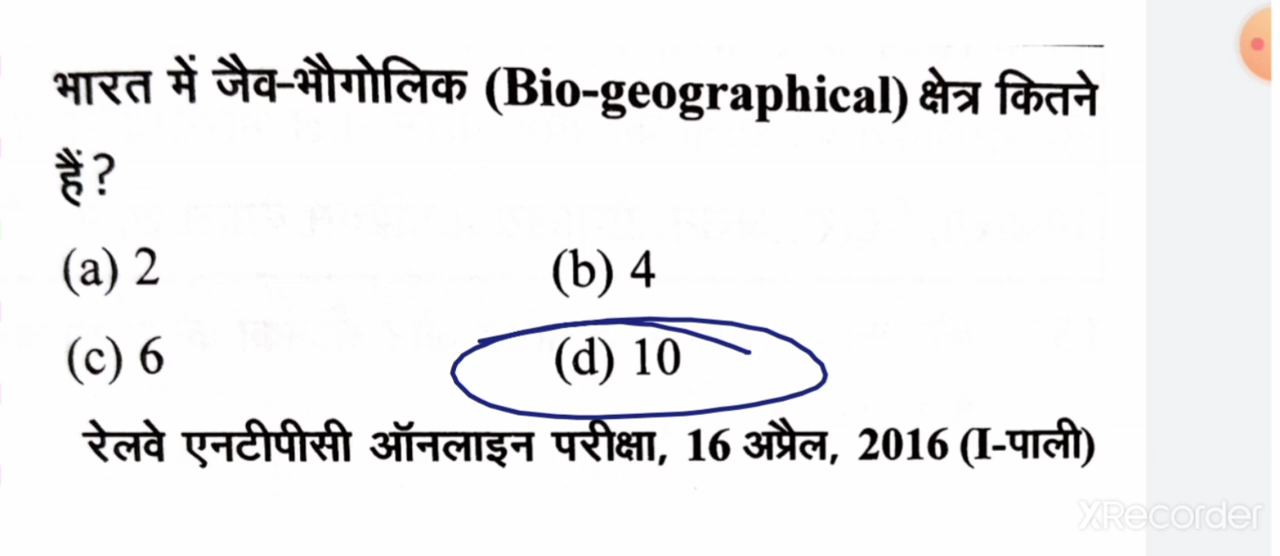 भारत में जैव-भौगोलिक (Bio-geographical) क्षेत्र कितने
हैं?
(a) 2 (b) 4
(c) 6 (d) 10
रेलवे एनटीपीसी ऑनलाइन परीक्षा, 16 अप्रैल, 2016 (I-पाली)
XRecorder